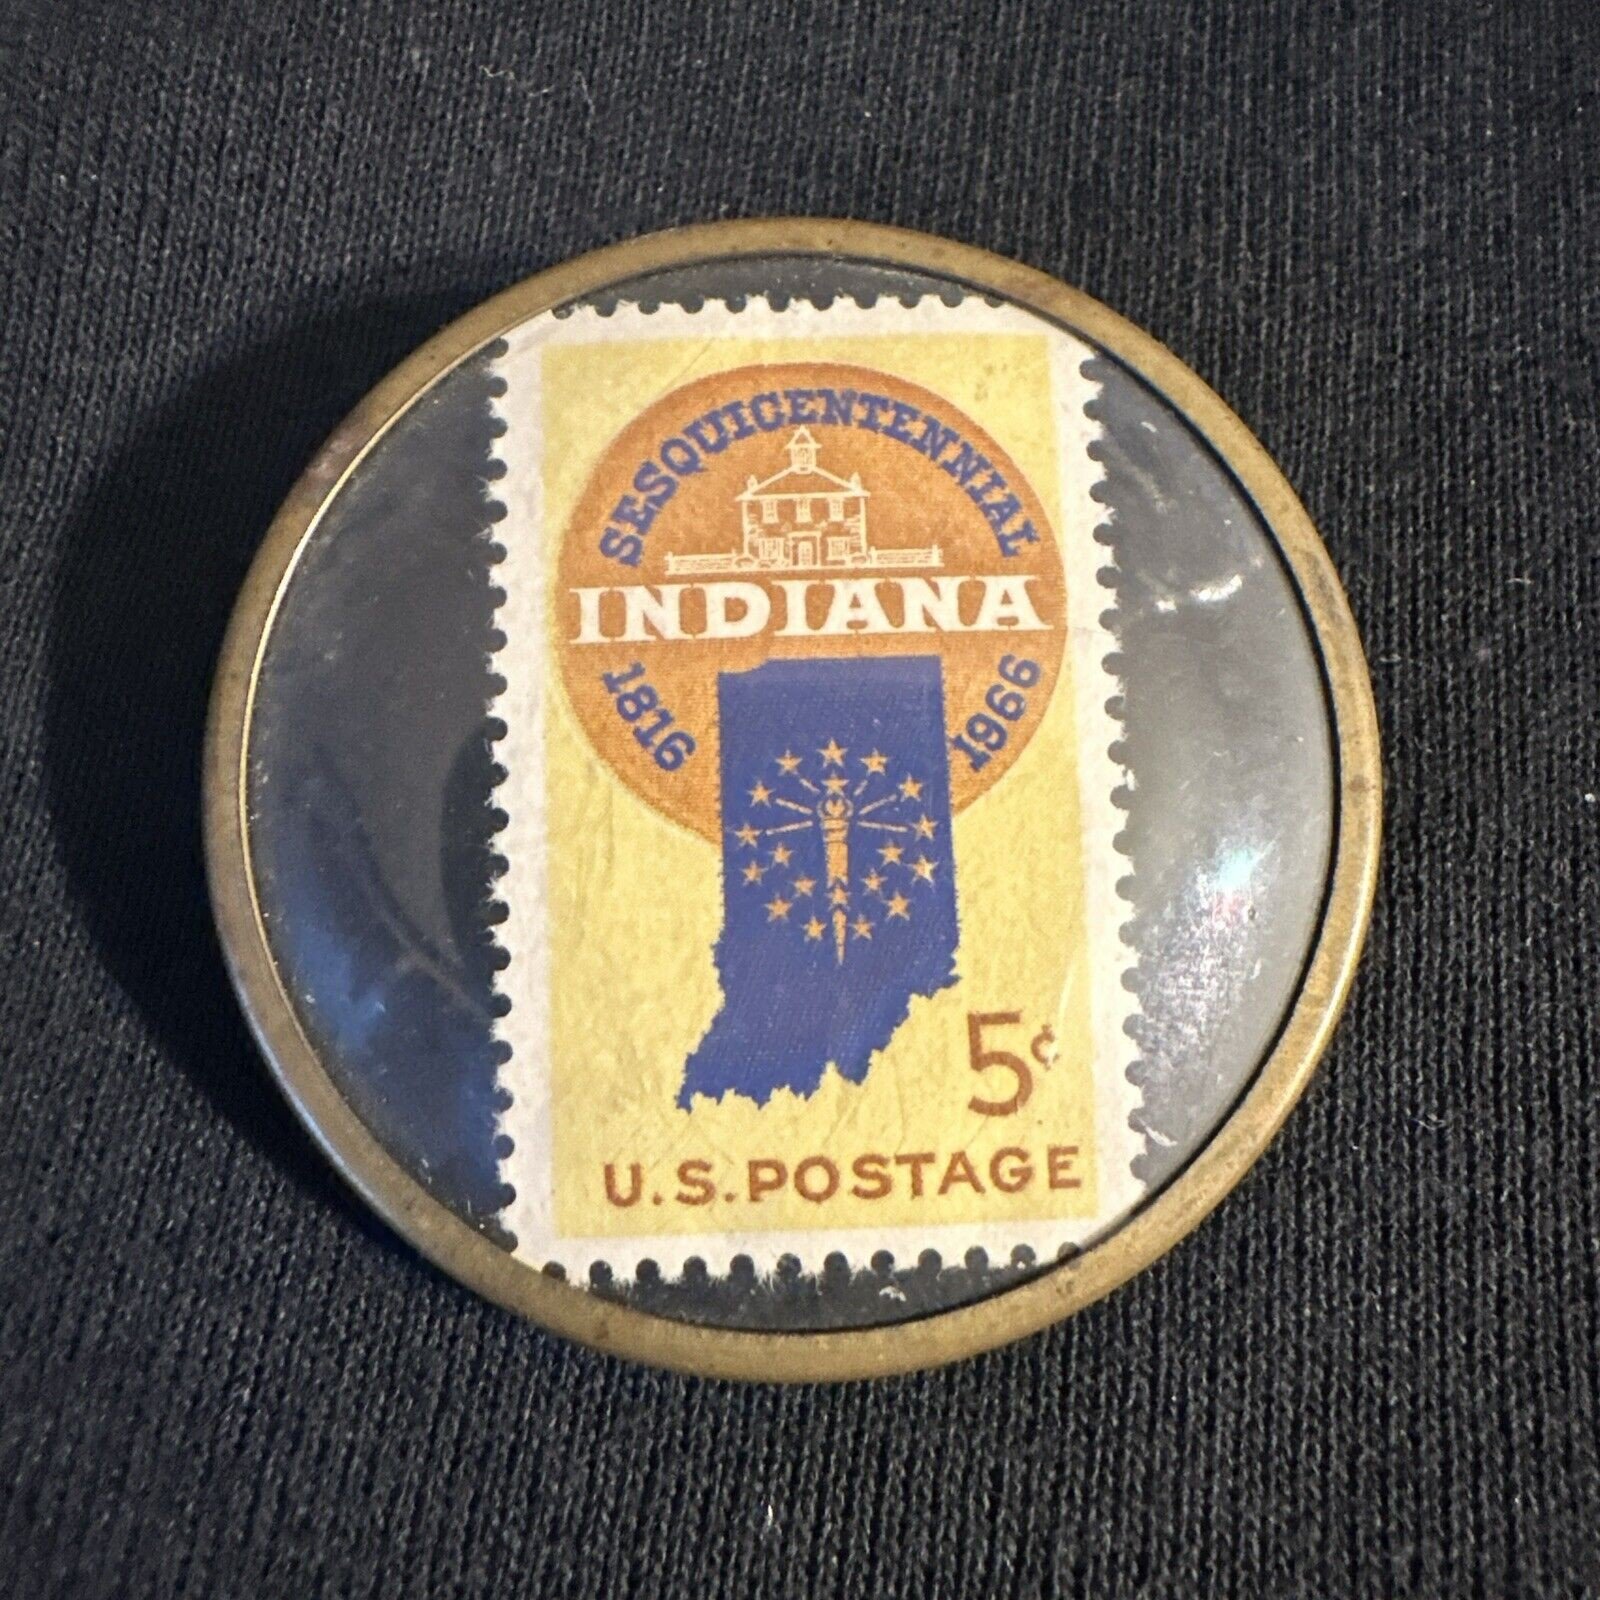 SESQUICENTENNIAL
INDIANA
1816 1966
5¢
U.S. POSTAGE